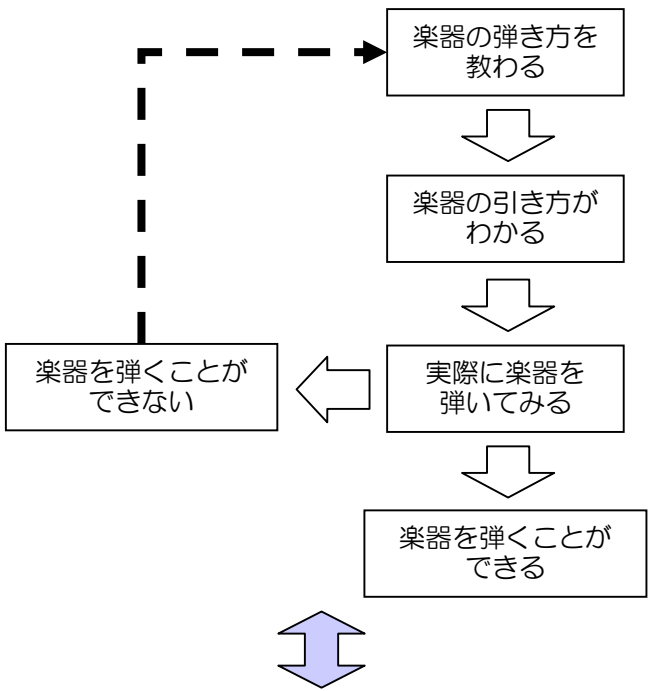 楽器の弾き方を
教わる
楽器の引き方が
わかる
実際に楽器を
弾いてみる
楽器を弾くことが
できない
楽器を弾くことが
できる